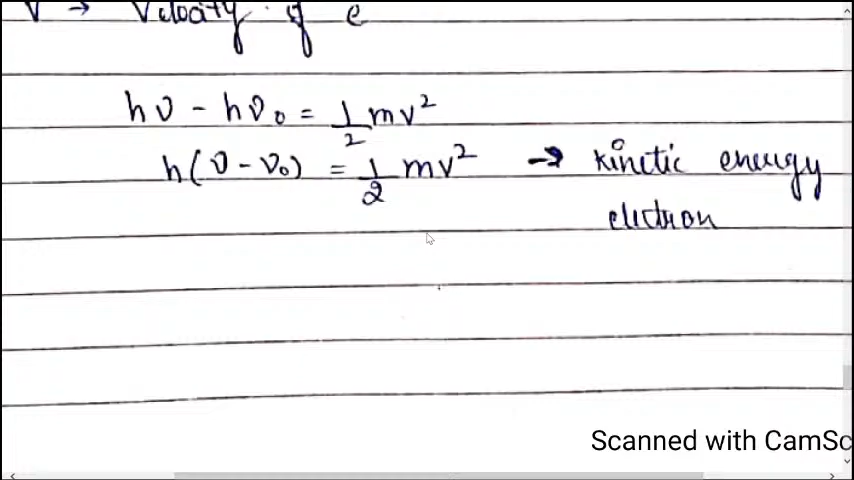 v → Velocity of e
hν - hν₀ = 1/2 mv²
h(ν - ν₀) = 1/2 mv² → kinetic energy
electron
Scanned with CamSc